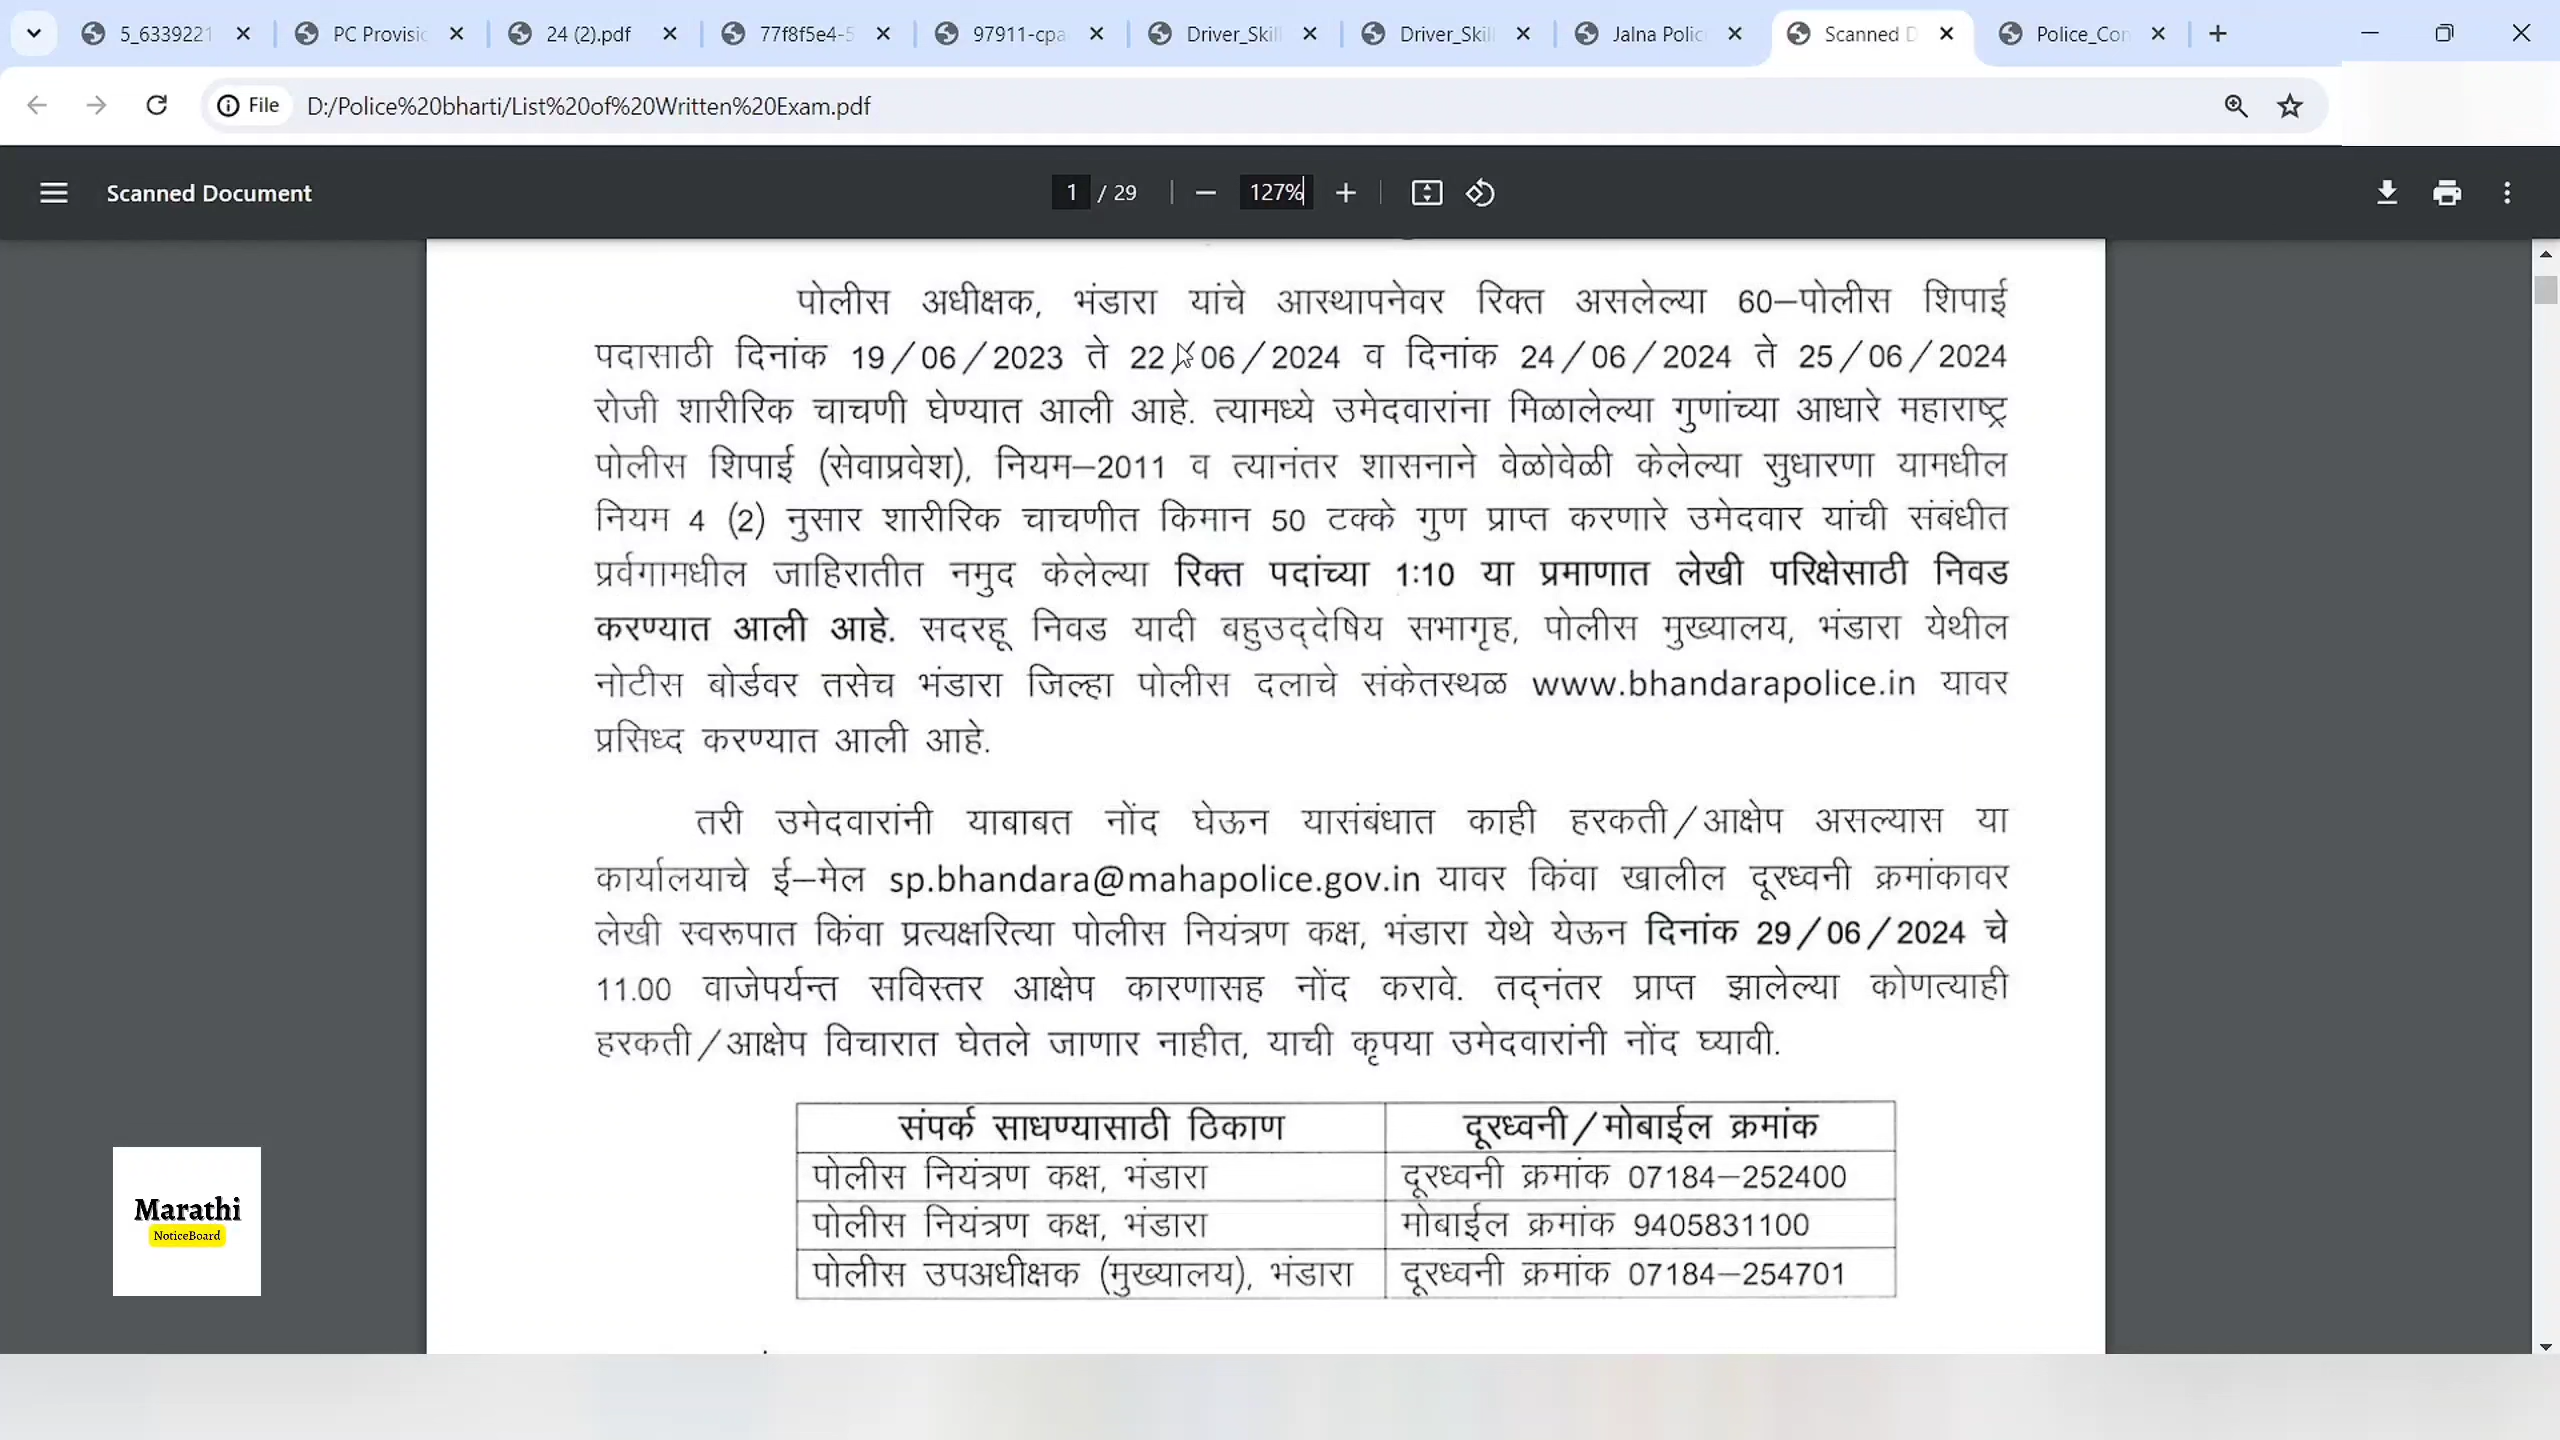 5_6339221
PC Provisio
24 (2).pdf
77f8f5e4-5
97911-cpa
Driver_Skill
Driver_Skill
Jalna Polic
Scanned D
Police_Con
File
D:/Police%20bharti/List%20of%20Written%20Exam.pdf
Scanned Document
1 / 29
127%
पोलीस अधीक्षक, भंडारा यांचे आस्थापनेवर रिक्त असलेल्या 60–पोलीस शिपाई
पदासाठी दिनांक 19/06/2023 ते 22/06/2024 व दिनांक 24/06/2024 ते 25/06/2024
रोजी शारीरिक चाचणी घेण्यात आली आहे. त्यामध्ये उमेदवारांना मिळालेल्या गुणांच्या आधारे महाराष्ट्र
पोलीस शिपाई (सेवाप्रवेश), नियम–2011 व त्यानंतर शासनाने वेळोवेळी केलेल्या सुधारणा यामधील
नियम 4 (2) नुसार शारीरिक चाचणीत किमान 50 टक्के गुण प्राप्त करणारे उमेदवार यांची संबंधीत
प्रर्वगामधील जाहिरातीत नमुद केलेल्या रिक्त पदांच्या 1:10 या प्रमाणात लेखी परिक्षेसाठी निवड
करण्यात आली आहे. सदरहू निवड यादी बहुउद्देषिय सभागृह, पोलीस मुख्यालय, भंडारा येथील
नोटीस बोर्डवर तसेच भंडारा जिल्हा पोलीस दलाचे संकेतस्थळ www.bhandarapolice.in यावर
प्रसिध्द करण्यात आली आहे.
तरी उमेदवारांनी याबाबत नोंद घेऊन यासंबंधात काही हरकती/आक्षेप असल्यास या
कार्यालयाचे ई–मेल sp.bhandara@mahapolice.gov.in यावर किंवा खालील दूरध्वनी क्रमांकावर
लेखी स्वरूपात किंवा प्रत्यक्षरित्या पोलीस नियंत्रण कक्ष, भंडारा येथे येऊन दिनांक 29/06/2024 चे
11.00 वाजेपर्यन्त सविस्तर आक्षेप कारणासह नोंद करावे. तद्नंतर प्राप्त झालेल्या कोणत्याही
हरकती/आक्षेप विचारात घेतले जाणार नाहीत, याची कृपया उमेदवारांनी नोंद घ्यावी.
संपर्क साधण्यासाठी ठिकाण दूरध्वनी/मोबाईल क्रमांक
पोलीस नियंत्रण कक्ष, भंडारा दूरध्वनी क्रमांक 07184–252400
पोलीस नियंत्रण कक्ष, भंडारा मोबाईल क्रमांक 9405831100
पोलीस उपअधीक्षक (मुख्यालय), भंडारा दूरध्वनी क्रमांक 07184–254701
Marathi
NoticeBoard